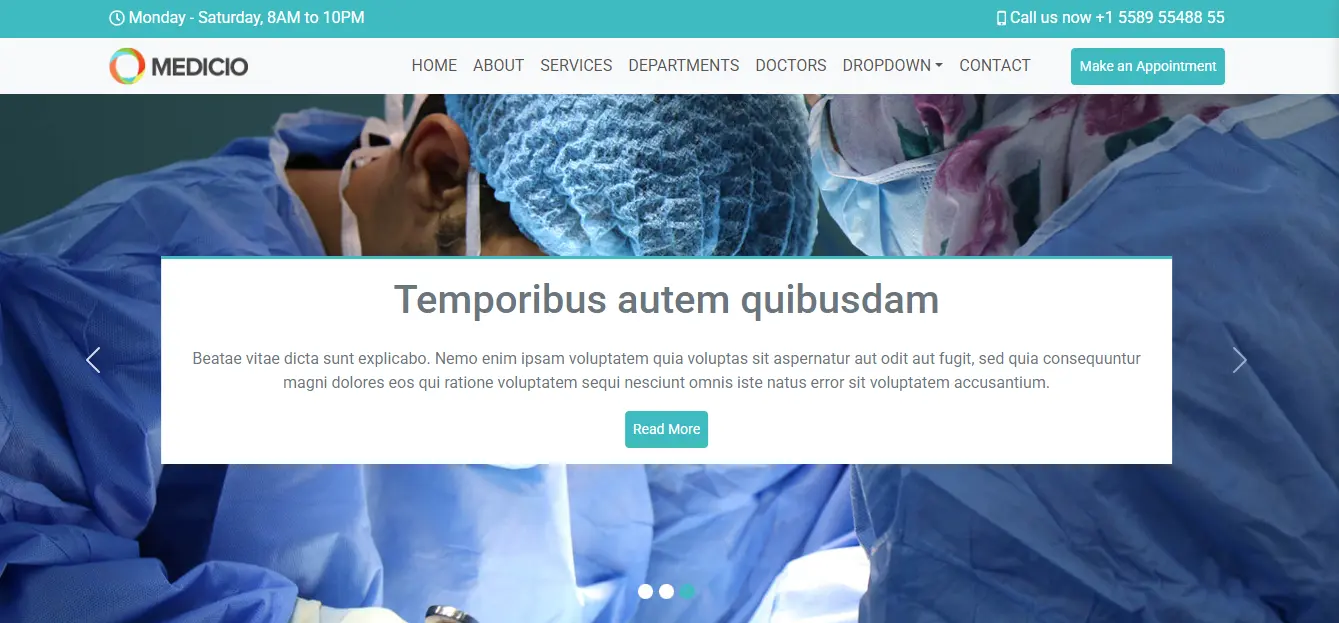 Monday - Saturday, 8AM to 10PM
Call us now +1 5589 55488 55
MEDICIO
HOME ABOUT SERVICES DEPARTMENTS DOCTORS DROPDOWN CONTACT
Make an Appointment
Temporibus autem quibusdam
Beatae vitae dicta sunt explicabo. Nemo enim ipsam voluptatem quia voluptas sit aspernatur aut odit aut fugit, sed quia consequuntur
magni dolores eos qui ratione voluptatem sequi nesciunt omnis iste natus error sit voluptatem accusantium.
Read More